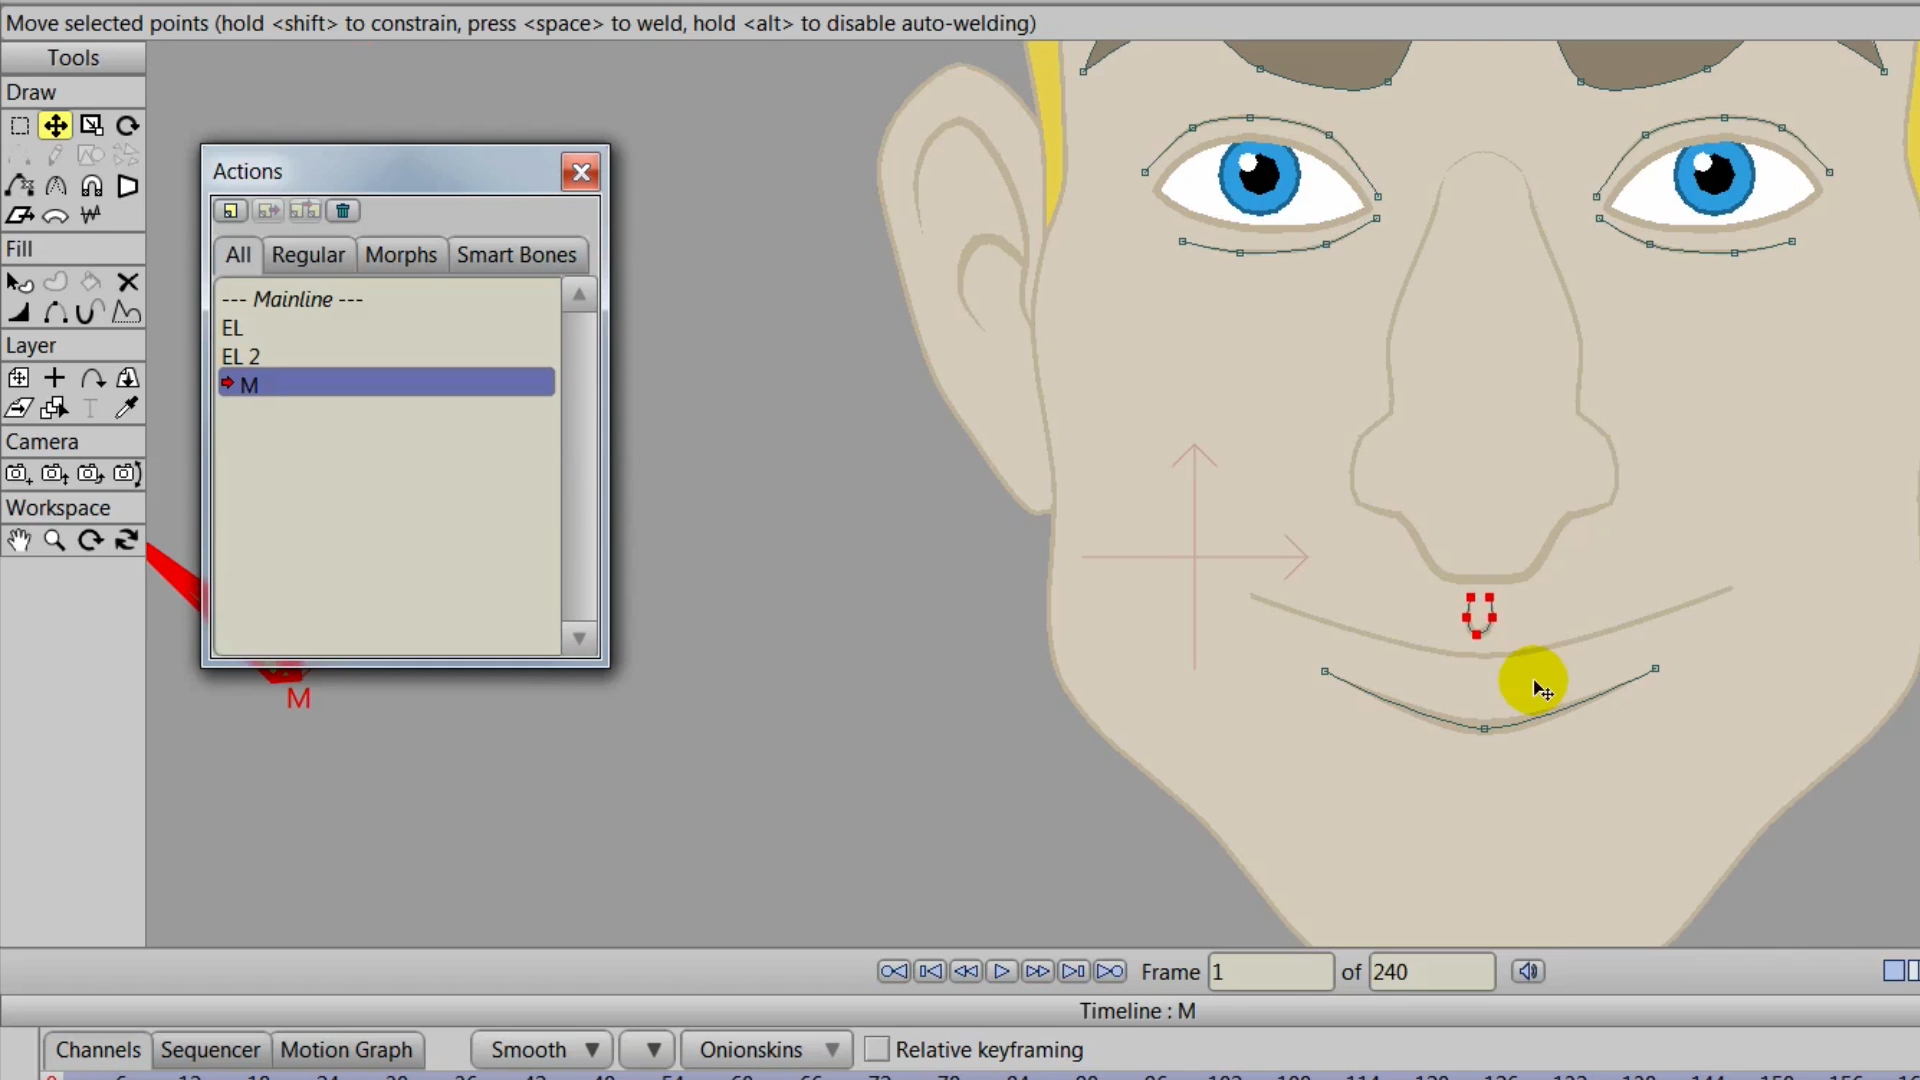 Move selected points (hold <shift> to constrain, press <space> to weld, hold <alt> to disable auto-welding)
Tools
Draw
Fill
Layer
Camera
Workspace
Actions
All Regular Morphs Smart Bones
--- Mainline ---
EL
EL 2
M
M
Frame 1 of 240
Timeline : M
Channels Sequencer Motion Graph Smooth Onionskins Relative keyframing